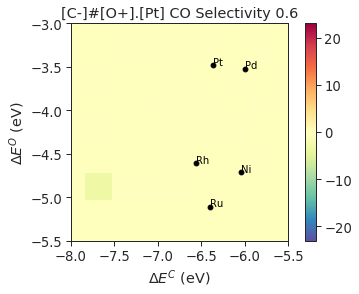 [C-]#[O+].[Pt] CO Selectivity 0.6
−3.0
−3.5
−4.0
−4.5
−5.0
−5.5
ΔE^O (eV)
Pt
Pd
Rh
Ni
Ru
−8.0 −7.5 −7.0 −6.5 −6.0 −5.5
ΔE^C (eV)
20
10
0
−10
−20